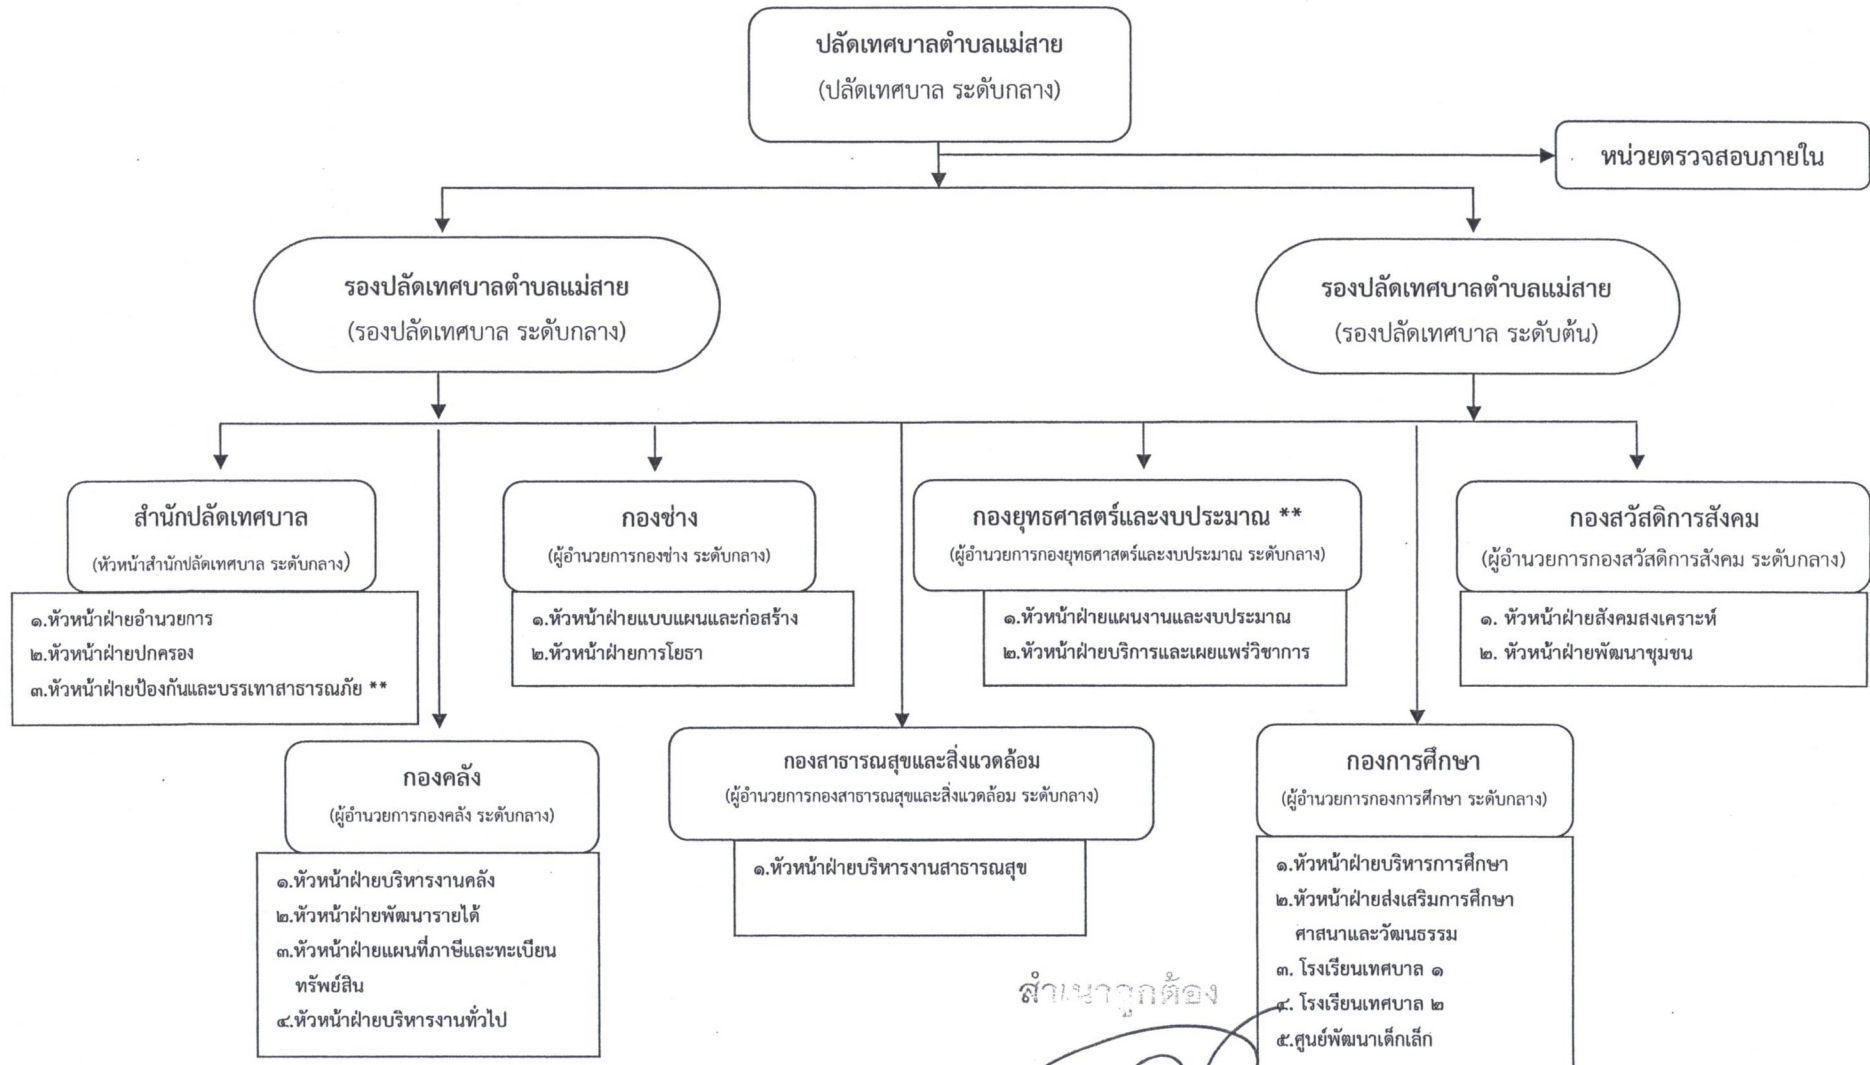 ปลัดเทศบาลตำบลแม่สาย
(ปลัดเทศบาล ระดับกลาง)
หน่วยตรวจสอบภายใน
รองปลัดเทศบาลตำบลแม่สาย
(รองปลัดเทศบาล ระดับกลาง)
รองปลัดเทศบาลตำบลแม่สาย
(รองปลัดเทศบาล ระดับต้น)
สำนักปลัดเทศบาล
(หัวหน้าสำนักปลัดเทศบาล ระดับกลาง)
๑.หัวหน้าฝ่ายอำนวยการ
๒.หัวหน้าฝ่ายปกครอง
๓.หัวหน้าฝ่ายป้องกันและบรรเทาสาธารณภัย **
กองช่าง
(ผู้อำนวยการกองช่าง ระดับกลาง)
๑.หัวหน้าฝ่ายแบบแผนและก่อสร้าง
๒.หัวหน้าฝ่ายการโยธา
กองยุทธศาสตร์และงบประมาณ **
(ผู้อำนวยการกองยุทธศาสตร์และงบประมาณ ระดับกลาง)
๑.หัวหน้าฝ่ายแผนงานและงบประมาณ
๒.หัวหน้าฝ่ายบริการและเผยแพร่วิชาการ
กองสวัสดิการสังคม
(ผู้อำนวยการกองสวัสดิการสังคม ระดับกลาง)
๑. หัวหน้าฝ่ายสังคมสงเคราะห์
๒. หัวหน้าฝ่ายพัฒนาชุมชน
กองคลัง
(ผู้อำนวยการกองคลัง ระดับกลาง)
๑.หัวหน้าฝ่ายบริหารงานคลัง
๒.หัวหน้าฝ่ายพัฒนารายได้
๓.หัวหน้าฝ่ายแผนที่ภาษีและทะเบียน
ทรัพย์สิน
๔.หัวหน้าฝ่ายบริหารงานทั่วไป
กองสาธารณสุขและสิ่งแวดล้อม
(ผู้อำนวยการกองสาธารณสุขและสิ่งแวดล้อม ระดับกลาง)
๑.หัวหน้าฝ่ายบริหารงานสาธารณสุข
กองการศึกษา
(ผู้อำนวยการกองการศึกษา ระดับกลาง)
๑.หัวหน้าฝ่ายบริหารการศึกษา
๒.หัวหน้าฝ่ายส่งเสริมการศึกษา
ศาสนาและวัฒนธรรม
๓. โรงเรียนเทศบาล ๑
๔. โรงเรียนเทศบาล ๒
๕.ศูนย์พัฒนาเด็กเล็ก
สำเนาถูกต้อง